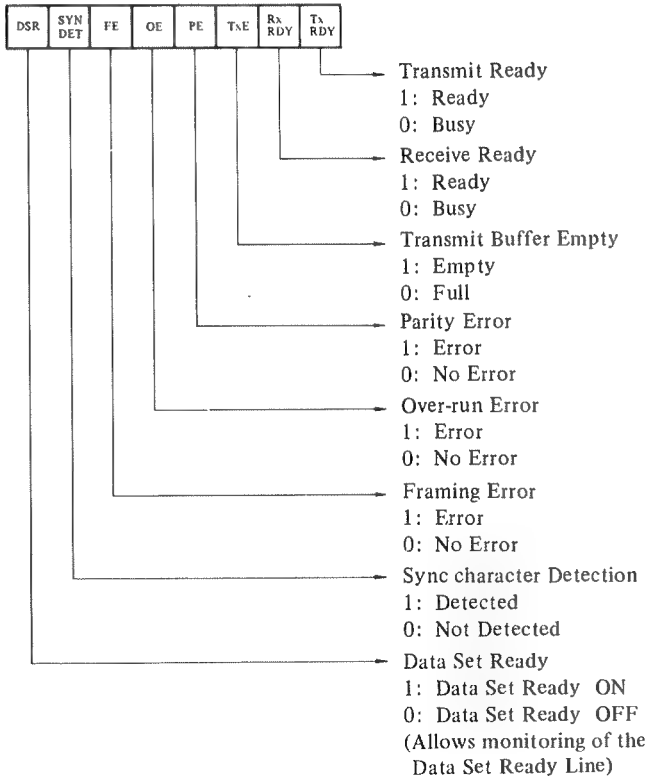 DSR SYN DET FE OE PE TxE Rx RDY Tx RDY
Transmit Ready
1: Ready
0: Busy
Receive Ready
1: Ready
0: Busy
Transmit Buffer Empty
1: Empty
0: Full
Parity Error
1: Error
0: No Error
Over-run Error
1: Error
0: No Error
Framing Error
1: Error
0: No Error
Sync character Detection
1: Detected
0: Not Detected
Data Set Ready
1: Data Set Ready ON
0: Data Set Ready OFF
(Allows monitoring of the
Data Set Ready Line)